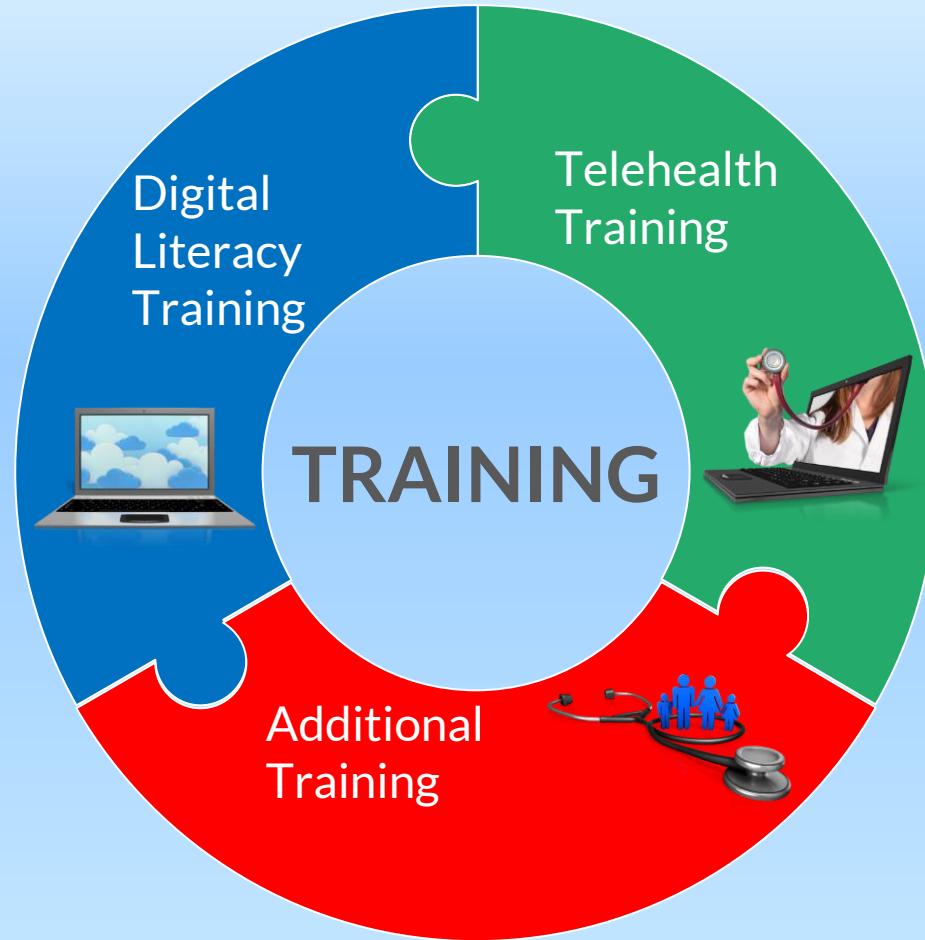 Digital
Literacy
Training
Telehealth
Training
TRAINING
Additional
Training